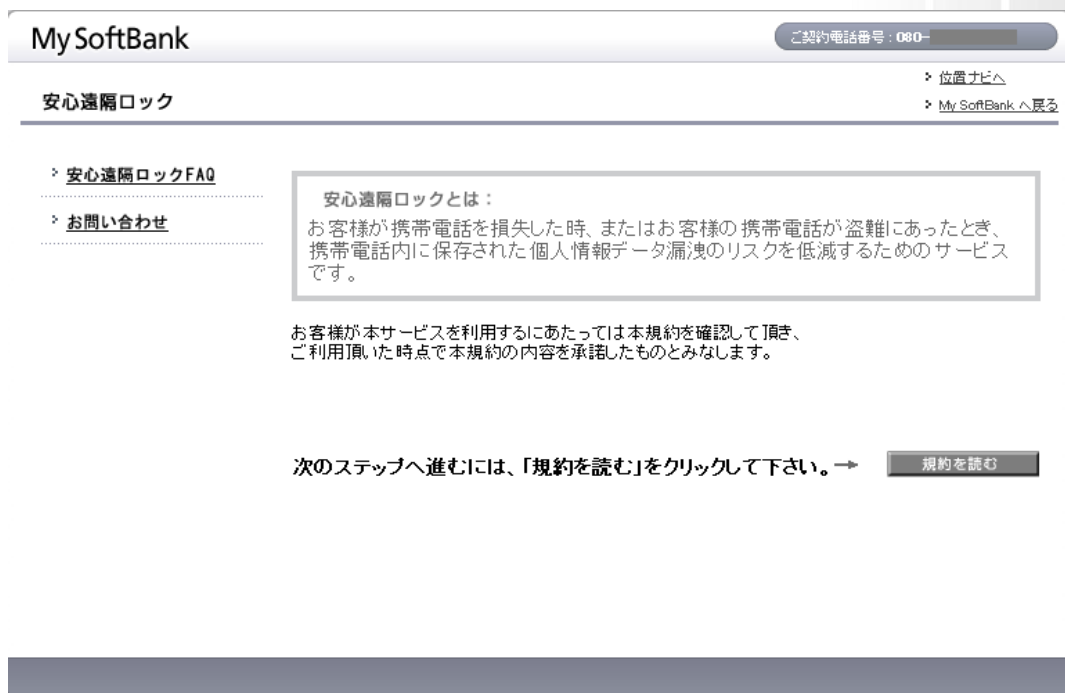 My SoftBank
ご契約電話番号 : 080-
位置ナビへ
安心遠隔ロック
My SoftBank へ戻る
安心遠隔ロックFAQ
お問い合わせ
安心遠隔ロックとは：
お客様が携帯電話を損失した時、またはお客様の携帯電話が盗難にあったとき、
携帯電話内に保存された個人情報データ漏洩のリスクを低減するためのサービス
です。
お客様が本サービスを利用するにあたっては本規約を確認して頂き、
ご利用頂いた時点で本規約の内容を承諾したものとみなします。
次のステップへ進むには、「規約を読む」をクリックして下さい。→
規約を読む